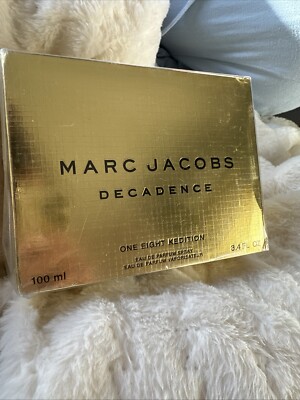 MARC JACOBS
DECADENCE
ONE EIGHT K EDITION
EAU DE PARFUM SPRAY
EAU DE PARFUM VAPORISATEUR
100 ml
3.4 FL OZ